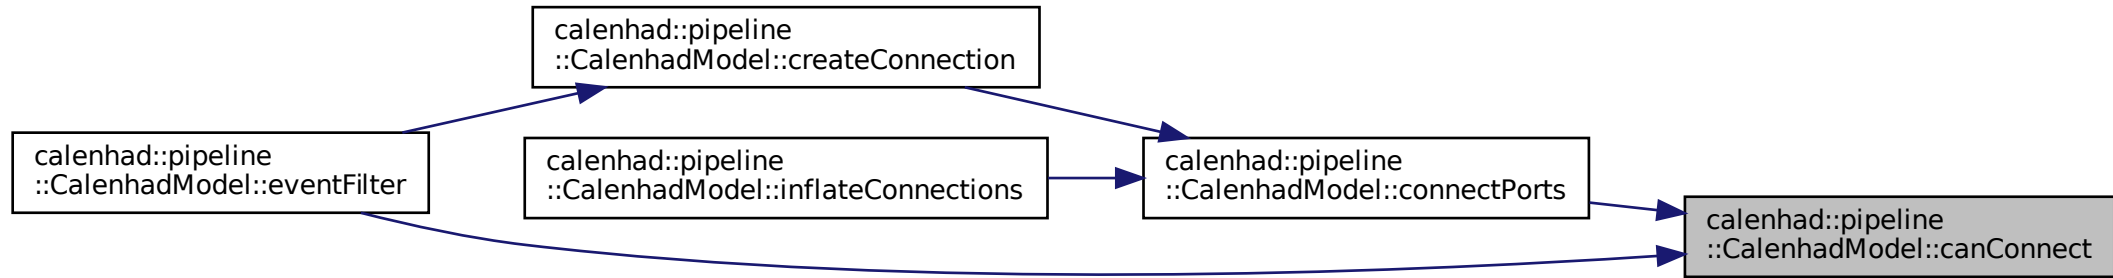 calenhad::pipeline
::CalenhadModel::createConnection
calenhad::pipeline
::CalenhadModel::eventFilter
calenhad::pipeline
::CalenhadModel::inflateConnections
calenhad::pipeline
::CalenhadModel::connectPorts
calenhad::pipeline
::CalenhadModel::canConnect